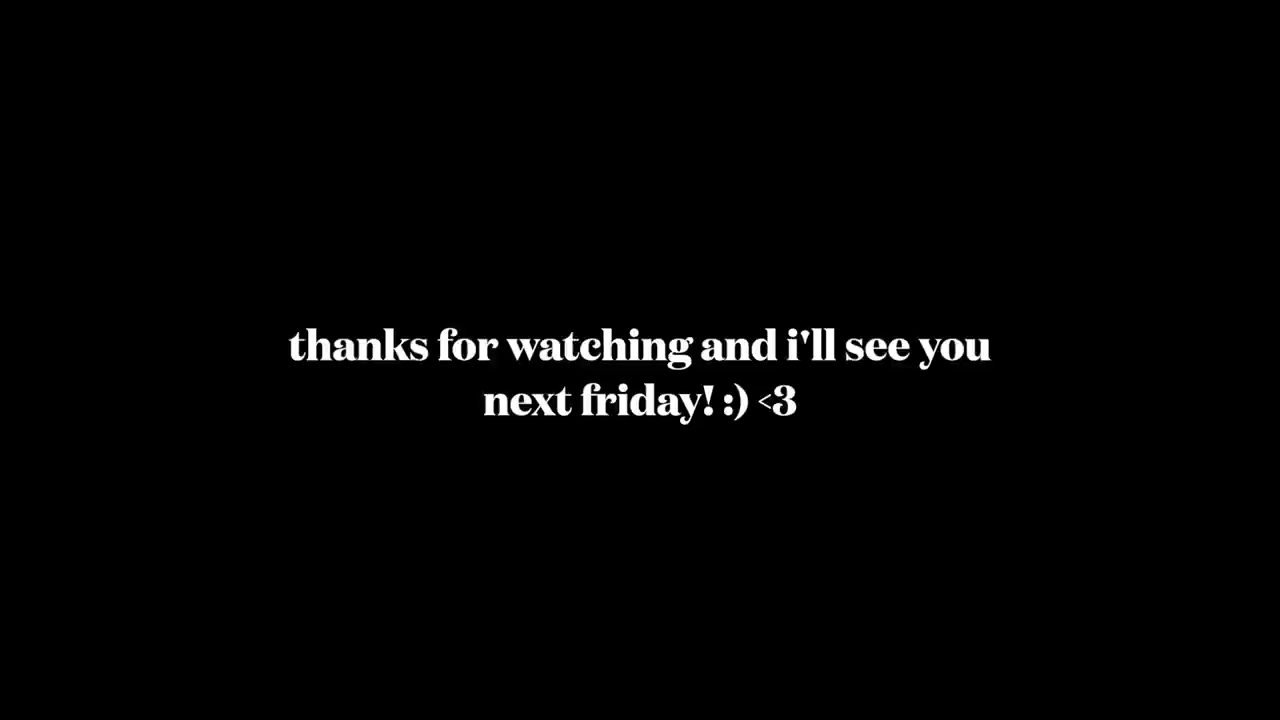 thanks for watching and i'll see you
next friday! :) <3